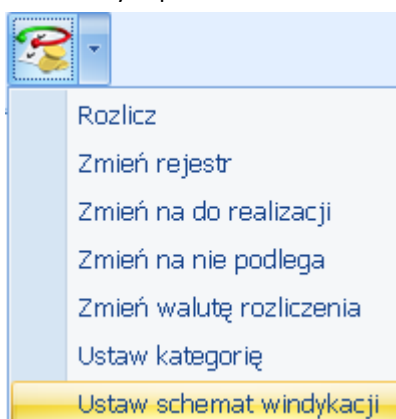 Rozlicz
Zmień rejestr
Zmień na do realizacji
Zmień na nie podlega
Zmień walutę rozliczenia
Ustaw kategorię
Ustaw schemat windykacji